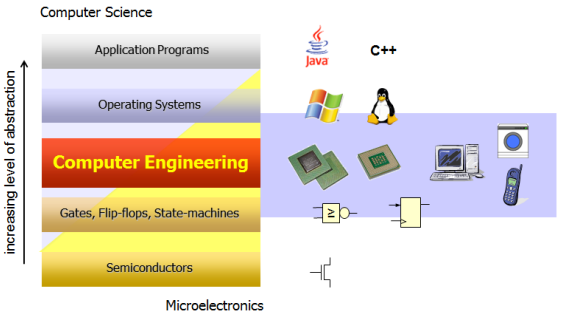 Computer Science
Application Programs
Java
C++
Operating Systems
Computer Engineering
Gates, Flip-flops, State-machines
≥1
Semiconductors
Microelectronics
increasing level of abstraction